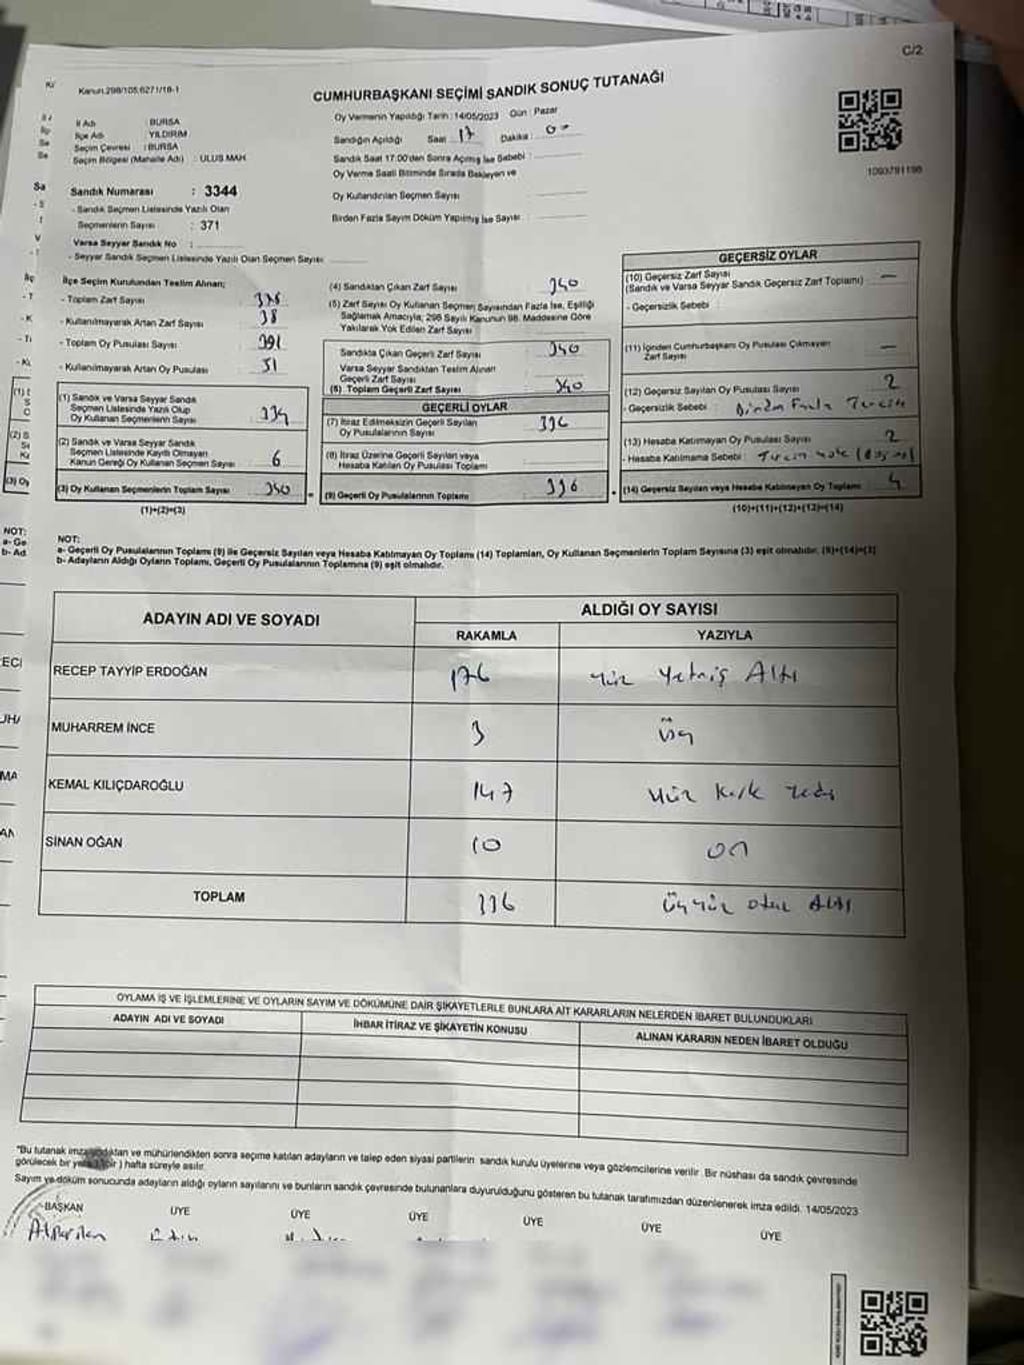 C/2
Kanun.298/105;6271/18-1
CUMHURBAŞKANI SEÇİMİ SANDIK SONUÇ TUTANAĞI
İl Adı : BURSA
İlçe Adı : YILDIRIM
Seçim Çevresi : BURSA
Seçim Bölgesi (Mahalle Adı) : ULUS MAH.
Oy Vermenin Yapıldığı Tarih : 14/05/2023 Gün : Pazar
Sandığın Açıldığı Saat : 17 Dakika : 00
Sandık Saat 17.00'den Sonra Açılmış İse Sebebi :
Oy Verme Saati Bitiminde Sırada Bekleyen ve
Oy Kullandırılan Seçmen Sayısı
Birden Fazla Sayım Döküm Yapılmış İse Sayısı :
1093791198
Sandık Numarası : 3344
- Sandık Seçmen Listesinde Yazılı Olan
Seçmenlerin Sayısı : 371
Varsa Seyyar Sandık No :
- Seyyar Sandık Seçmen Listesinde Yazılı Olan Seçmen Sayısı
İlçe Seçim Kurulundan Teslim Alınan;
- Toplam Zarf Sayısı
- Kullanılmayarak Artan Zarf Sayısı 38
- Toplam Oy Pusulası Sayısı 391
- Kullanılmayarak Artan Oy Pusulası 51
(1) Sandık ve Varsa Seyyar Sandık
Seçmen Listesinde Yazılı Olup
Oy Kullanan Seçmenlerin Sayısı 334
(2) Sandık ve Varsa Seyyar Sandık
Seçmen Listesinde Kayıtlı Olmayan
Kanun Gereği Oy Kullanan Seçmen Sayısı 6
(3) Oy Kullanan Seçmenlerin Toplam Sayısı 340
(1)+(2)=(3)
(4) Sandıktan Çıkan Zarf Sayısı 340
(5) Zarf Sayısı Oy Kullanan Seçmen Sayısından Fazla İse, Eşitliği
Sağlamak Amacıyla; 298 Sayılı Kanunun 98. Maddesine Göre
Yakılarak Yok Edilen Zarf Sayısı
Sandıkta Çıkan Geçerli Zarf Sayısı 340
Varsa Seyyar Sandıktan Teslim Alınan
Geçerli Zarf Sayısı
(6) Toplam Geçerli Zarf Sayısı 340
GEÇERLİ OYLAR
(7) İtiraz Edilmeksizin Geçerli Sayılan
Oy Pusulalarının Sayısı 336
(8) İtiraz Üzerine Geçerli Sayılan veya
Hesaba Katılan Oy Pusulası Toplamı
(9) Geçerli Oy Pusulalarının Toplamı 336
GEÇERSİZ OYLAR
(10) Geçersiz Zarf Sayısı —
(Sandık ve Varsa Seyyar Sandık Geçersiz Zarf Toplamı)
- Geçersizlik Sebebi :
(11) İçinden Cumhurbaşkanı Oy Pusulası Çıkmayan
Zarf Sayısı —
(12) Geçersiz Sayılan Oy Pusulası Sayısı 2
- Geçersizlik Sebebi : Birden Fazla Tercih
(13) Hesaba Katılmayan Oy Pusulası Sayısı 2
- Hesaba Katılmama Sebebi : Tercih Yok
(14) Geçersiz Sayılan veya Hesaba Katılmayan Oy Toplamı 4
(10)+(11)+(12)+(13)=(14)
NOT:
a- Geçerli Oy Pusulalarının Toplamı (9) ile Geçersiz Sayılan veya Hesaba Katılmayan Oy Toplamı (14) Toplamları, Oy Kullanan Seçmenlerin Toplam Sayısına (3) eşit olmalıdır. (9)+(14)=(3)
b- Adayların Aldığı Oyların Toplamı, Geçerli Oy Pusulalarının Toplamına (9) eşit olmalıdır.
ADAYIN ADI VE SOYADI
ALDIĞI OY SAYISI
RAKAMLA YAZIYLA
RECEP TAYYİP ERDOĞAN 176 Yüz Yetmiş Altı
MUHARREM İNCE 3 Üç
KEMAL KILIÇDAROĞLU 147 Yüz Kırk Yedi
SİNAN OĞAN 10 on
TOPLAM 336 Üçyüz otuz Altı
OYLAMA İŞ VE İŞLEMLERİNE VE OYLARIN SAYIM VE DÖKÜMÜNE DAİR ŞİKAYETLERLE BUNLARA AİT KARARLARIN NELERDEN İBARET BULUNDUKLARI
ADAYIN ADI VE SOYADI
İHBAR İTİRAZ VE ŞİKAYETİN KONUSU
ALINAN KARARIN NEDEN İBARET OLDUĞU
"Bu tutanak imzalandıktan ve mühürlendikten sonra seçime katılan adayların ve talep eden siyasi partilerin sandık kurulu üyelerine veya gözlemcilerine verilir. Bir nüshası da sandık çevresinde
görülecek bir yere 1 (bir) hafta süreyle asılır.
Sayım ve döküm sonucunda adayların aldığı oyların sayılarını ve bunların sandık çevresinde bulunanlara duyurulduğunu gösteren bu tutanak tarafımızdan düzenlenerek imza edildi. 14/05/2023
BAŞKAN ÜYE ÜYE ÜYE ÜYE ÜYE ÜYE
Alparslan